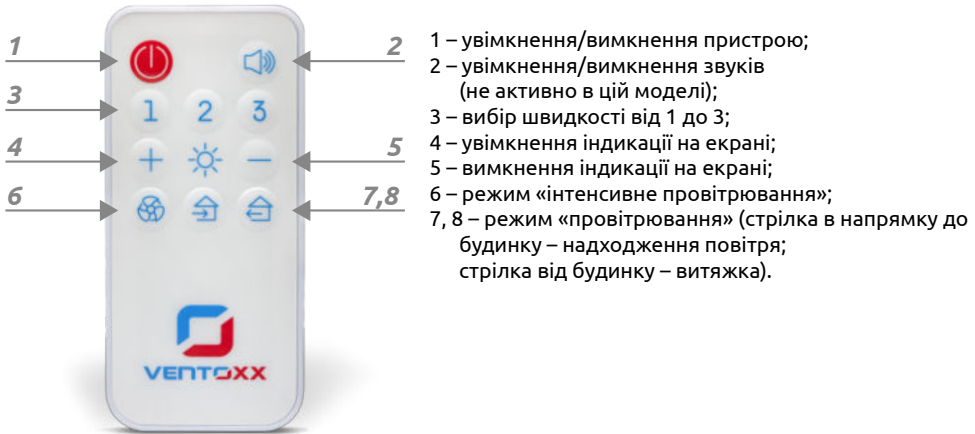 1
2
3
4
5
6
7,8
1 2 3
+ −
VENTOXX
1 – увімкнення/вимкнення пристрою;
2 – увімкнення/вимкнення звуків
(не активно в цій моделі);
3 – вибір швидкості від 1 до 3;
4 – увімкнення індикації на екрані;
5 – вимкнення індикації на екрані;
6 – режим «інтенсивне провітрювання»;
7, 8 – режим «провітрювання» (стрілка в напрямку до
будинку – надходження повітря;
стрілка від будинку – витяжка).